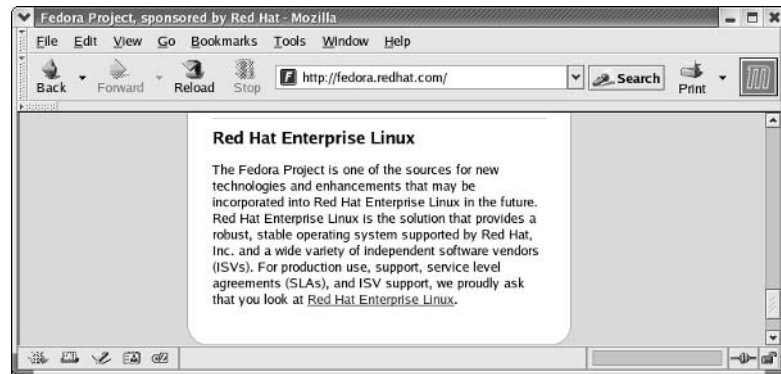 Fedora Project, sponsored by Red Hat - Mozilla
File Edit View Go Bookmarks Tools Window Help
Back Forward Reload Stop http://fedora.redhat.com/ Search Print
Red Hat Enterprise Linux
The Fedora Project is one of the sources for new
technologies and enhancements that may be
incorporated into Red Hat Enterprise Linux in the future.
Red Hat Enterprise Linux is the solution that provides a
robust, stable operating system supported by Red Hat,
Inc. and a wide variety of independent software vendors
(ISVs). For production use, support, service level
agreements (SLAs), and ISV support, we proudly ask
that you look at Red Hat Enterprise Linux.